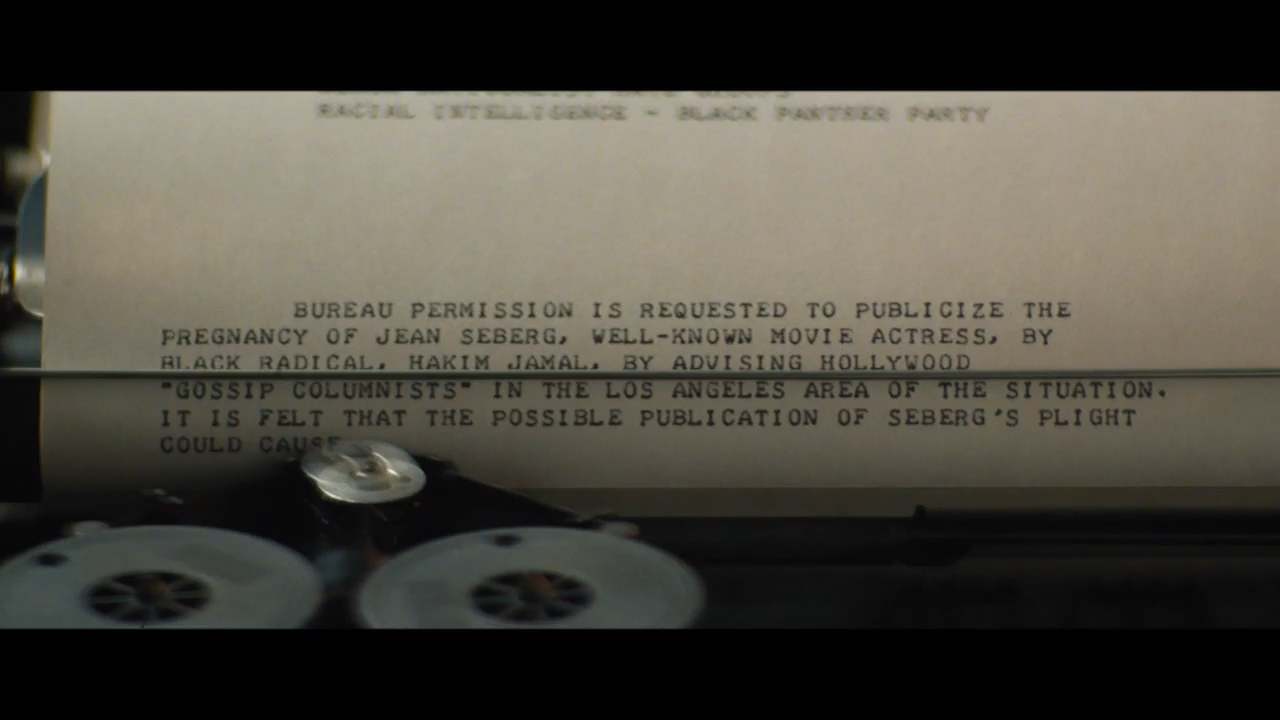 RACIAL INTELLIGENCE - BLACK PANTHER PARTY
BUREAU PERMISSION IS REQUESTED TO PUBLICIZE THE
PREGNANCY OF JEAN SEBERG, WELL-KNOWN MOVIE ACTRESS, BY
BLACK RADICAL, HAKIM JAMAL, BY ADVISING HOLLYWOOD
"GOSSIP COLUMNISTS" IN THE LOS ANGELES AREA OF THE SITUATION.
IT IS FELT THAT THE POSSIBLE PUBLICATION OF SEBERG'S PLIGHT
COULD CAUSE